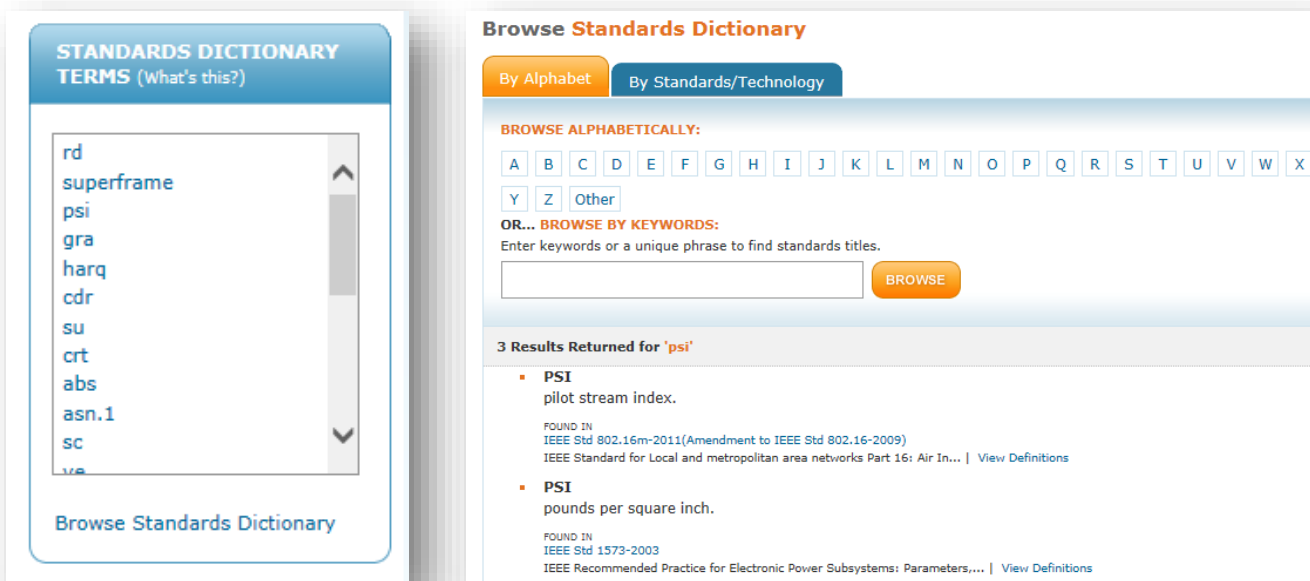 STANDARDS DICTIONARY
TERMS (What's this?)
rd
superframe
psi
gra
harq
cdr
su
crt
abs
asn.1
sc
Browse Standards Dictionary
Browse Standards Dictionary
By Alphabet
By Standards/Technology
BROWSE ALPHABETICALLY:
A B C D E F G H I J K L M N O P Q R S T U V W X
Y Z Other
OR... BROWSE BY KEYWORDS:
Enter keywords or a unique phrase to find standards titles.
BROWSE
3 Results Returned for 'psi'
PSI
pilot stream index.
FOUND IN
IEEE Std 802.16m-2011(Amendment to IEEE Std 802.16-2009)
IEEE Standard for Local and metropolitan area networks Part 16: Air In... | View Definitions
PSI
pounds per square inch.
FOUND IN
IEEE Std 1573-2003
IEEE Recommended Practice for Electronic Power Subsystems: Parameters,... | View Definitions